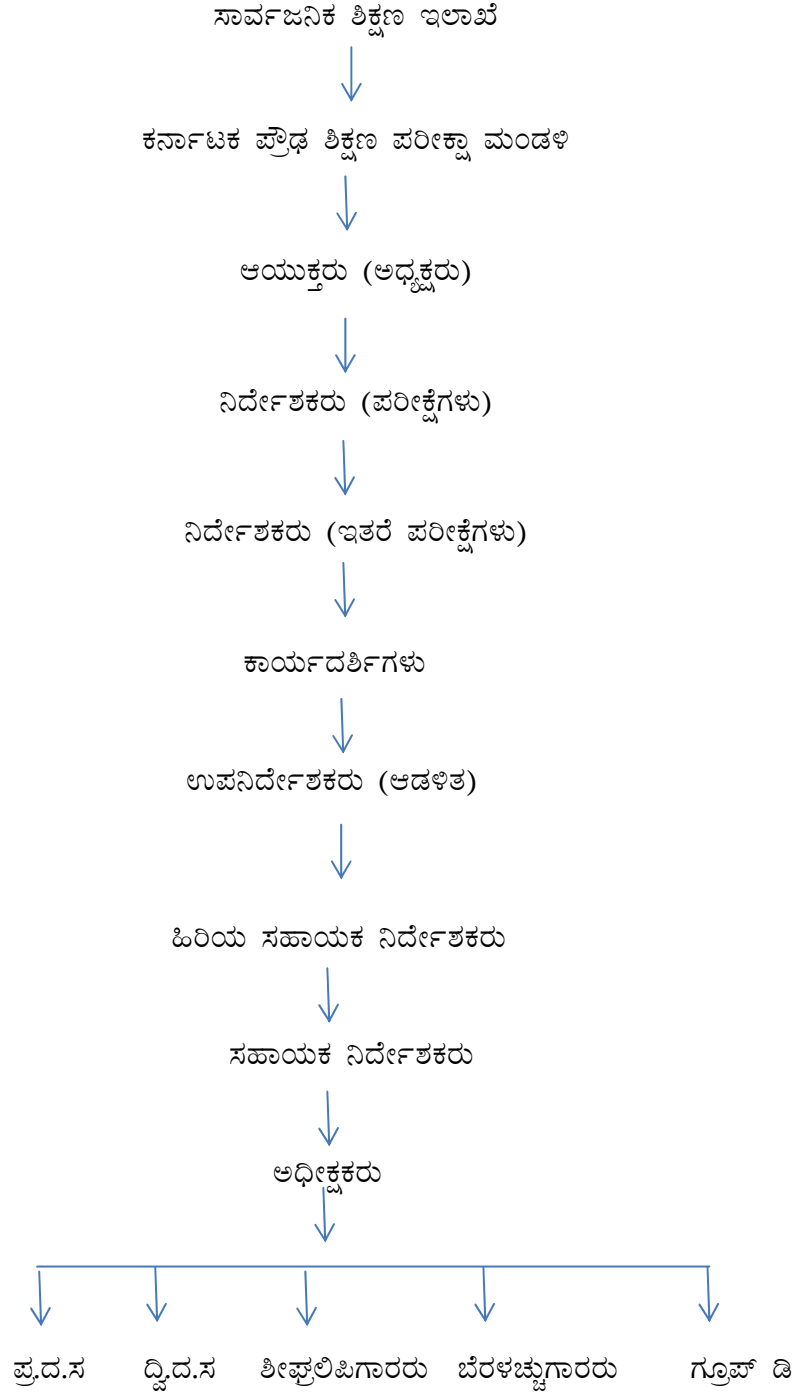 ಸಾರ್ವಜನಿಕ ಶಿಕ್ಷಣ ಇಲಾಖೆ
ಕರ್ನಾಟಕ ಪ್ರೌಢ ಶಿಕ್ಷಣ ಪರೀಕ್ಷಾ ಮಂಡಳಿ
ಆಯುಕ್ತರು (ಅಧ್ಯಕ್ಷರು)
ನಿರ್ದೇಶಕರು (ಪರೀಕ್ಷೆಗಳು)
ನಿರ್ದೇಶಕರು (ಇತರೆ ಪರೀಕ್ಷೆಗಳು)
ಕಾರ್ಯದರ್ಶಿಗಳು
ಉಪನಿರ್ದೇಶಕರು (ಆಡಳಿತ)
ಹಿರಿಯ ಸಹಾಯಕ ನಿರ್ದೇಶಕರು
ಸಹಾಯಕ ನಿರ್ದೇಶಕರು
ಅಧೀಕ್ಷಕರು
ಪ್ರ.ದ.ಸ ದ್ವಿ.ದ.ಸ ಶೀಘ್ರಲಿಪಿಗಾರರು ಬೆರಳಚ್ಚುಗಾರರು ಗ್ರೂಪ್ ಡಿ